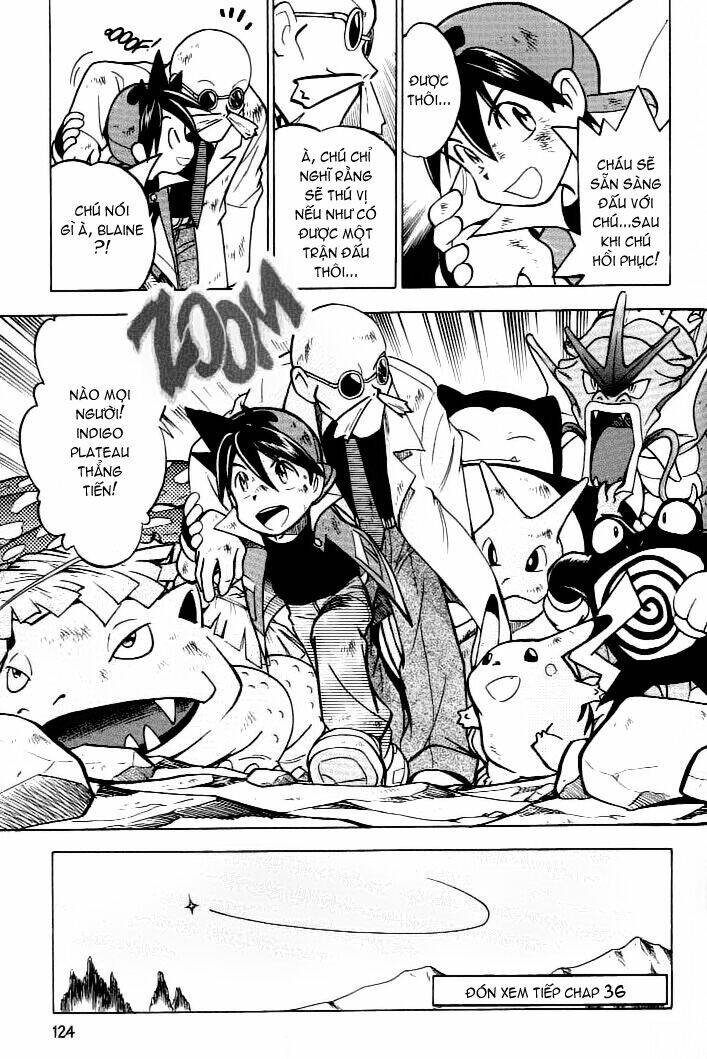 OOOF!
CHÚ NÓI
GÌ À, BLAINE
?!
À, CHÚ CHỈ
NGHĨ RẰNG
SẼ THÚ VỊ
NẾU NHƯ CÓ
ĐƯỢC MỘT
TRẬN ĐẤU
THÔI...
ĐƯỢC
THÔI...
CHÁU SẼ
SẴN SÀNG
ĐẤU VỚI
CHÚ...SAU
KHI CHÚ
HỒI PHỤC!
ZOOM
NÀO MỌI
NGƯỜI!
INDIGO
PLATEAU
THẲNG
TIẾN!
ĐÓN XEM TIẾP CHAP 36
124